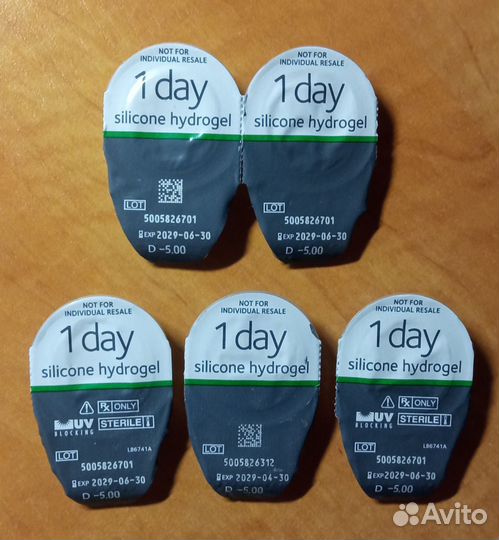 NOT FOR
INDIVIDUAL RESALE
1 day
silicone hydrogel
LOT
5005826701
EXP 2029-06-30
D -5.00
NOT FOR
INDIVIDUAL RESALE
1 day
silicone hydrogel
LOT
5005826701
EXP 2029-06-30
D -5.00
NOT FOR
INDIVIDUAL RESALE
1 day
silicone hydrogel
Rx ONLY
UV
BLOCKING
STERILE
LB6741A
LOT
5005826701
EXP 2029-06-30
D -5.00
NOT FOR
INDIVIDUAL RESALE
1 day
silicone hydrogel
5005826312
EXP 2029-04-30
D -5.00
NOT FOR
INDIVIDUAL RESALE
1 day
silicone hydrogel
Rx ONLY
UV
BLOCKING
STERILE
LB6741A
LOT
5005826701
EXP 2029-06-30
D -5.00
Avito